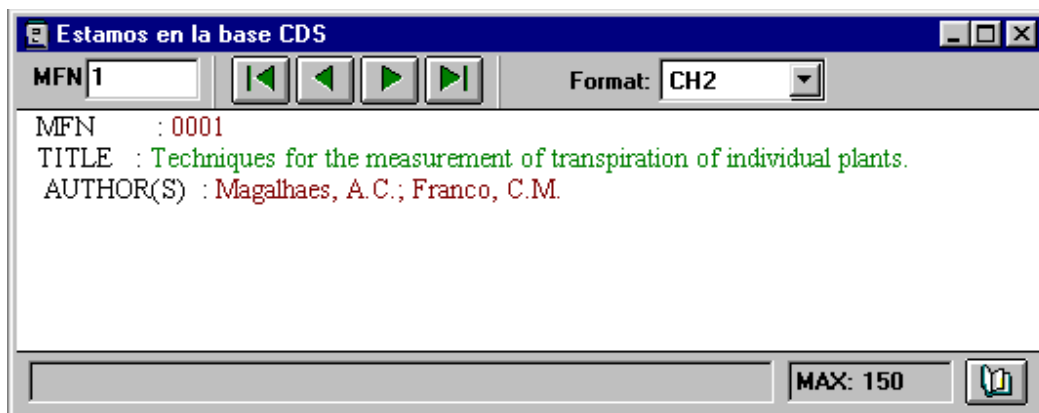 Estamos en la base CDS
MFN 1 Format: CH2
MFN : 0001
TITLE : Techniques for the measurement of transpiration of individual plants.
AUTHOR(S) : Magalhaes, A.C.; Franco, C.M.
MAX: 150